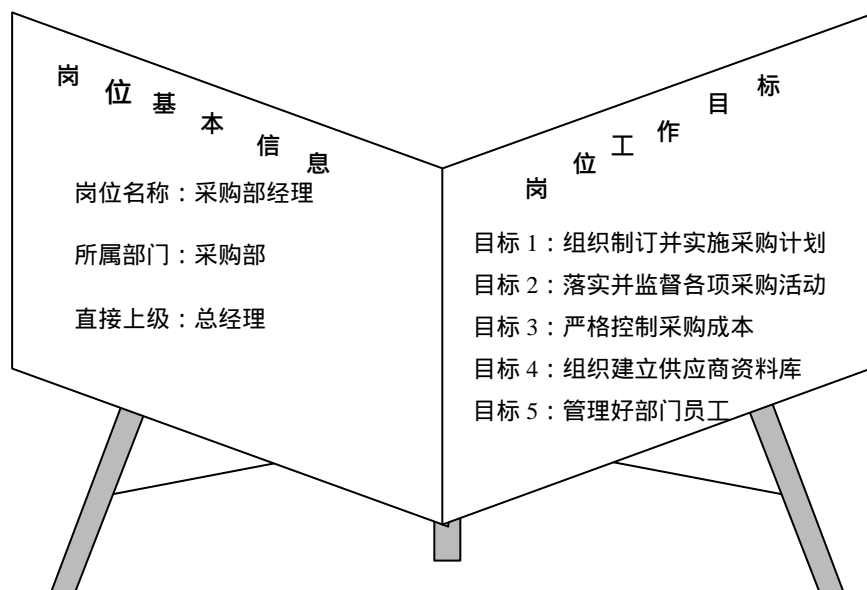 岗位基本信息
岗位名称：采购部经理
所属部门：采购部
直接上级：总经理
岗位工作目标
目标 1：组织制订并实施采购计划
目标 2：落实并监督各项采购活动
目标 3：严格控制采购成本
目标 4：组织建立供应商资料库
目标 5：管理好部门员工